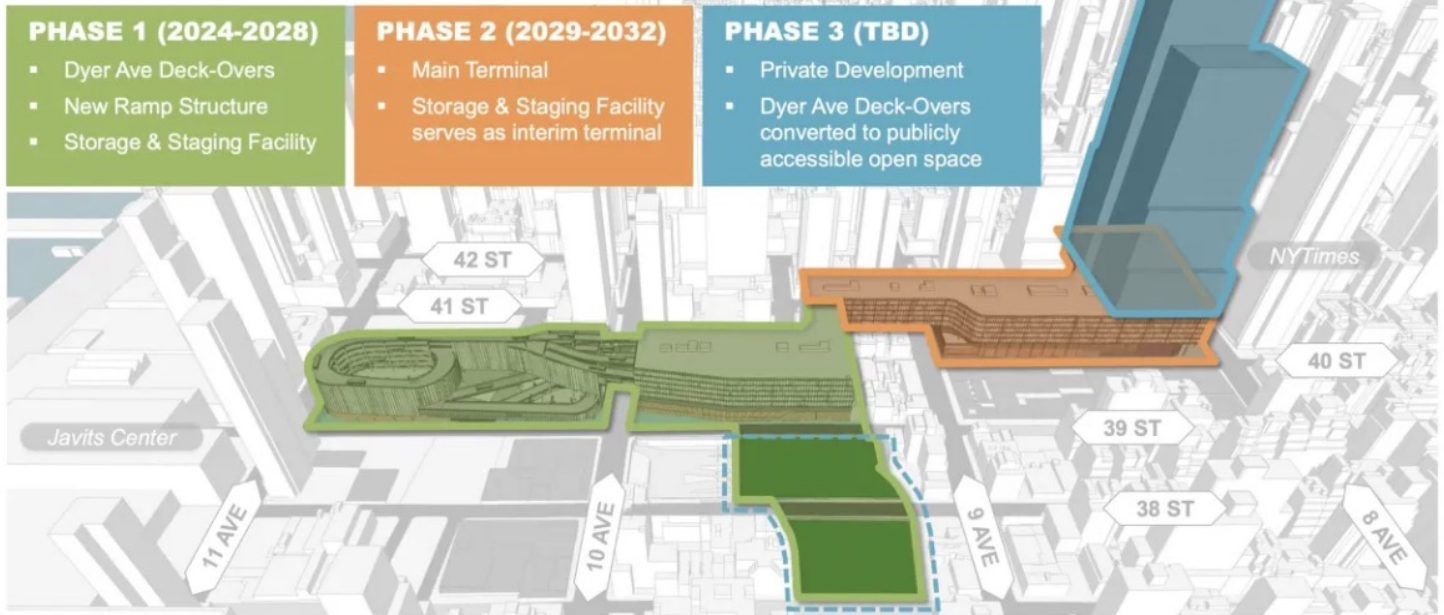 PHASE 1 (2024-2028)
▪ Dyer Ave Deck-Overs
▪ New Ramp Structure
▪ Storage & Staging Facility
PHASE 2 (2029-2032)
▪ Main Terminal
▪ Storage & Staging Facility
serves as interim terminal
PHASE 3 (TBD)
▪ Private Development
▪ Dyer Ave Deck-Overs
converted to publicly
accessible open space
42 ST
41 ST
NYTimes
40 ST
Javits Center
39 ST
38 ST
11 AVE
10 AVE
9 AVE
8 AVE